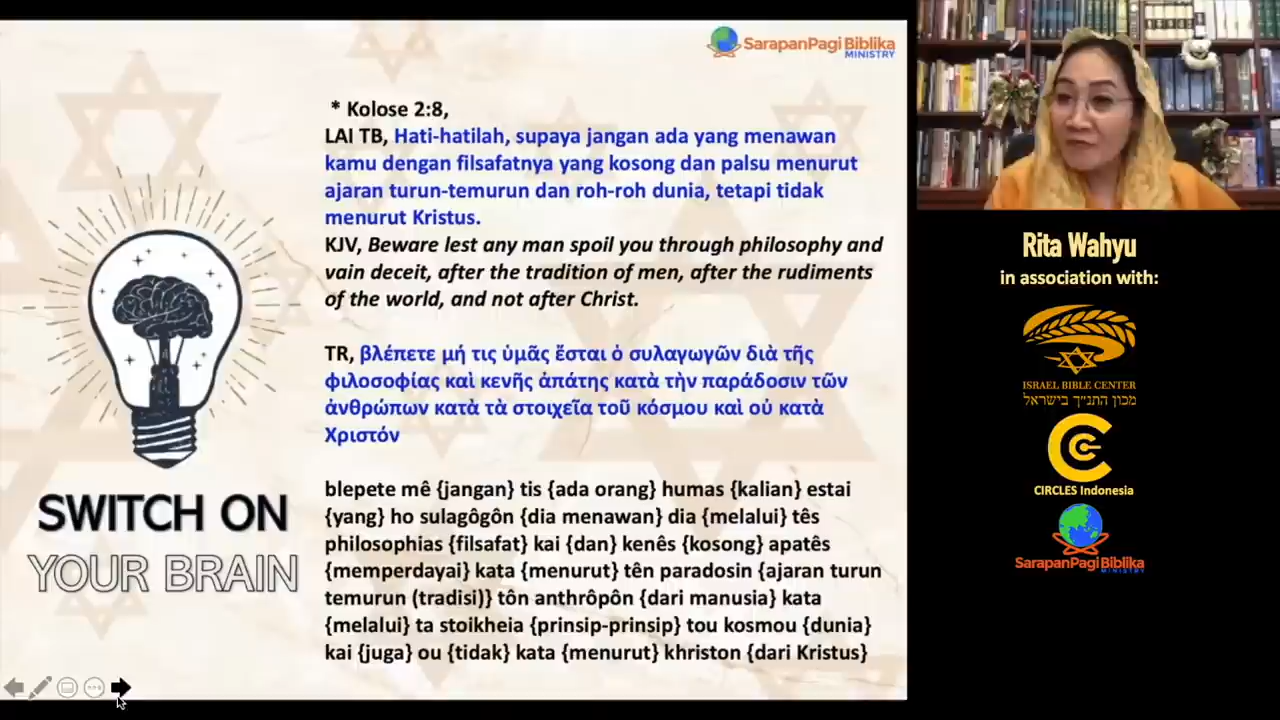 SarapanPagi Biblika
MINISTRY
* Kolose 2:8,
LAI TB, Hati-hatilah, supaya jangan ada yang menawan
kamu dengan filsafatnya yang kosong dan palsu menurut
ajaran turun-temurun dan roh-roh dunia, tetapi tidak
menurut Kristus.
KJV, Beware lest any man spoil you through philosophy and
vain deceit, after the tradition of men, after the rudiments
of the world, and not after Christ.
TR, βλέπετε μή τις ὑμᾶς ἔσται ὁ συλαγωγῶν διὰ τῆς
φιλοσοφίας καὶ κενῆς ἀπάτης κατὰ τὴν παράδοσιν τῶν
ἀνθρώπων κατὰ τὰ στοιχεῖα τοῦ κόσμου καὶ οὐ κατὰ
Χριστόν
blepete mê {jangan} tis {ada orang} humas {kalian} estai
{yang} ho sulagôgôn {dia menawan} dia {melalui} tês
philosophias {filsafat} kai {dan} kenês {kosong} apatês
{memperdayai} kata {menurut} tên paradosin {ajaran turun
temurun (tradisi)} tôn anthrôpôn {dari manusia} kata
{melalui} ta stoikheia {prinsip-prinsip} tou kosmou {dunia}
kai {juga} ou {tidak} kata {menurut} khriston {dari Kristus}
SWITCH ON
YOUR BRAIN
Rita Wahyu
in association with:
ISRAEL BIBLE CENTER
מכון התנ״ך בישראל
CIRCLES Indonesia
SarapanPagi Biblika
MINISTRY